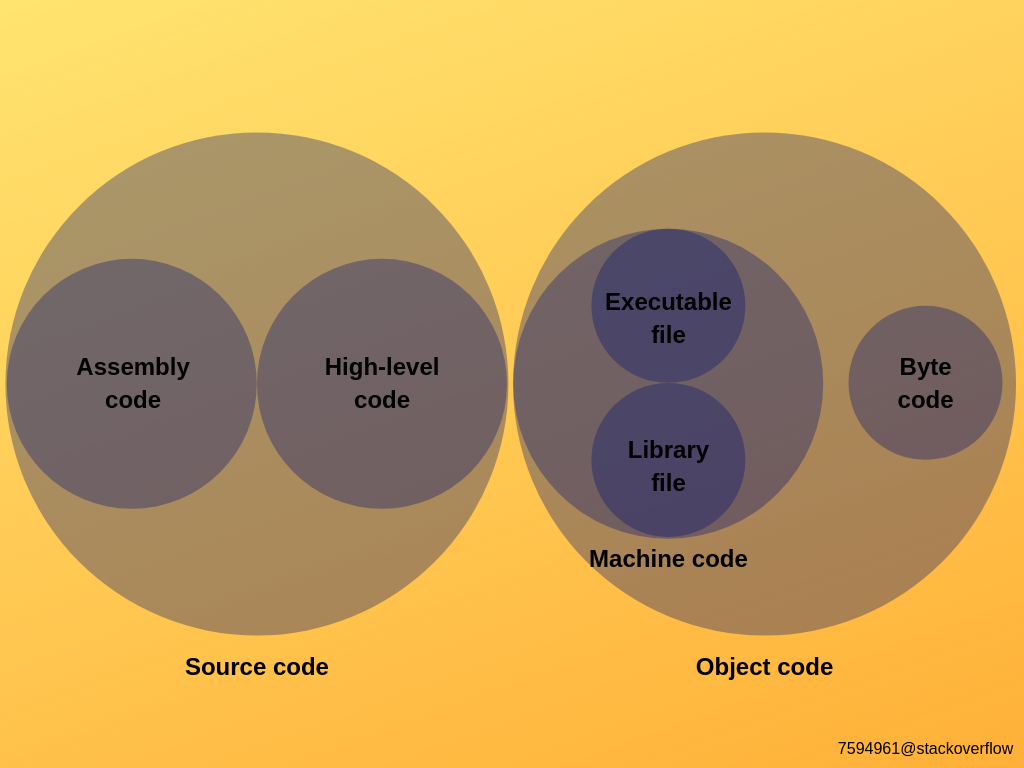 Assembly
code
High-level
code
Source code
Executable
file
Library
file
Machine code
Byte
code
Object code
7594961@stackoverflow